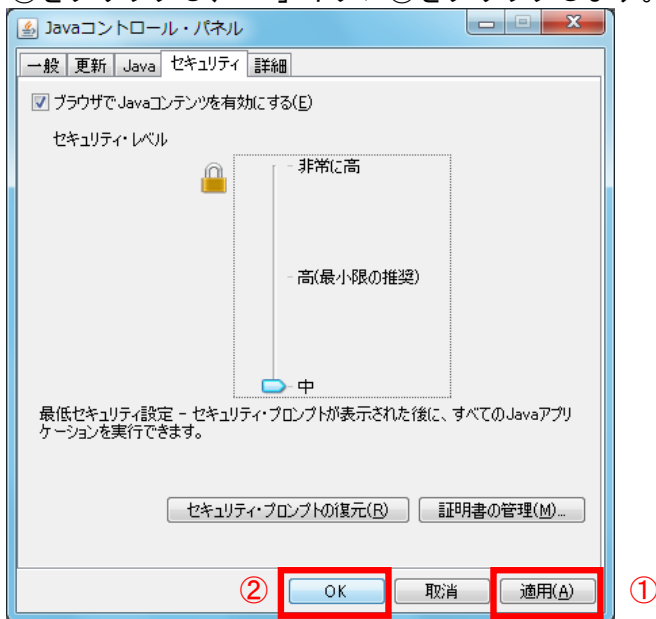 Javaコントロール・パネル
一般 更新 Java セキュリティ 詳細
ブラウザでJavaコンテンツを有効にする(E)
セキュリティ・レベル
非常に高
高(最小限の推奨)
中
最低セキュリティ設定 - セキュリティ・プロンプトが表示された後に、すべてのJavaアプリ
ケーションを実行できます。
セキュリティ・プロンプトの復元(R) 証明書の管理(M)...
② OK 取消 適用(A) ①